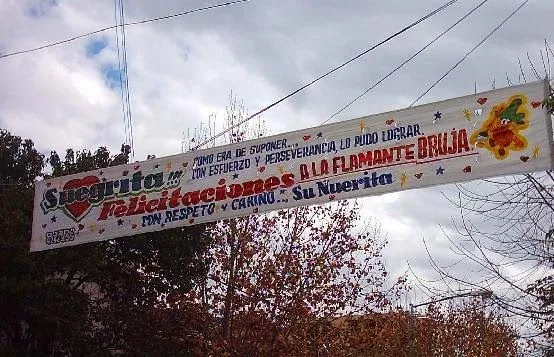 ¡Suegrita!!!
COMO ERA DE SUPONER...
CON ESFUERZO Y PERSEVERANCIA, LO PUDO LOGRAR..
Felicitaciones A LA FLAMANTE BRUJA.
CON, RESPETO Y CARIÑO... Su Nuerita